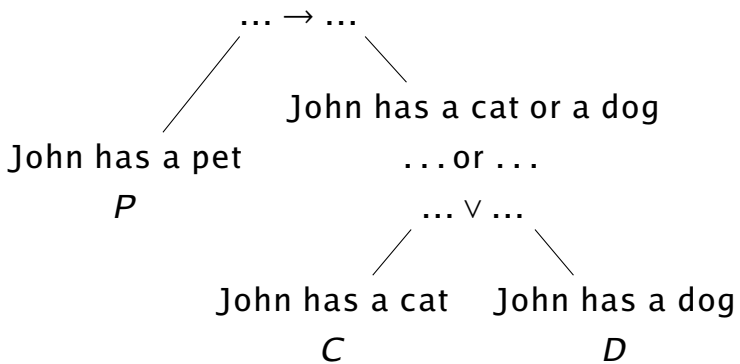 ... → ...
John has a cat or a dog
John has a pet
... or ...
P
... ∨ ...
John has a cat
John has a dog
C
D